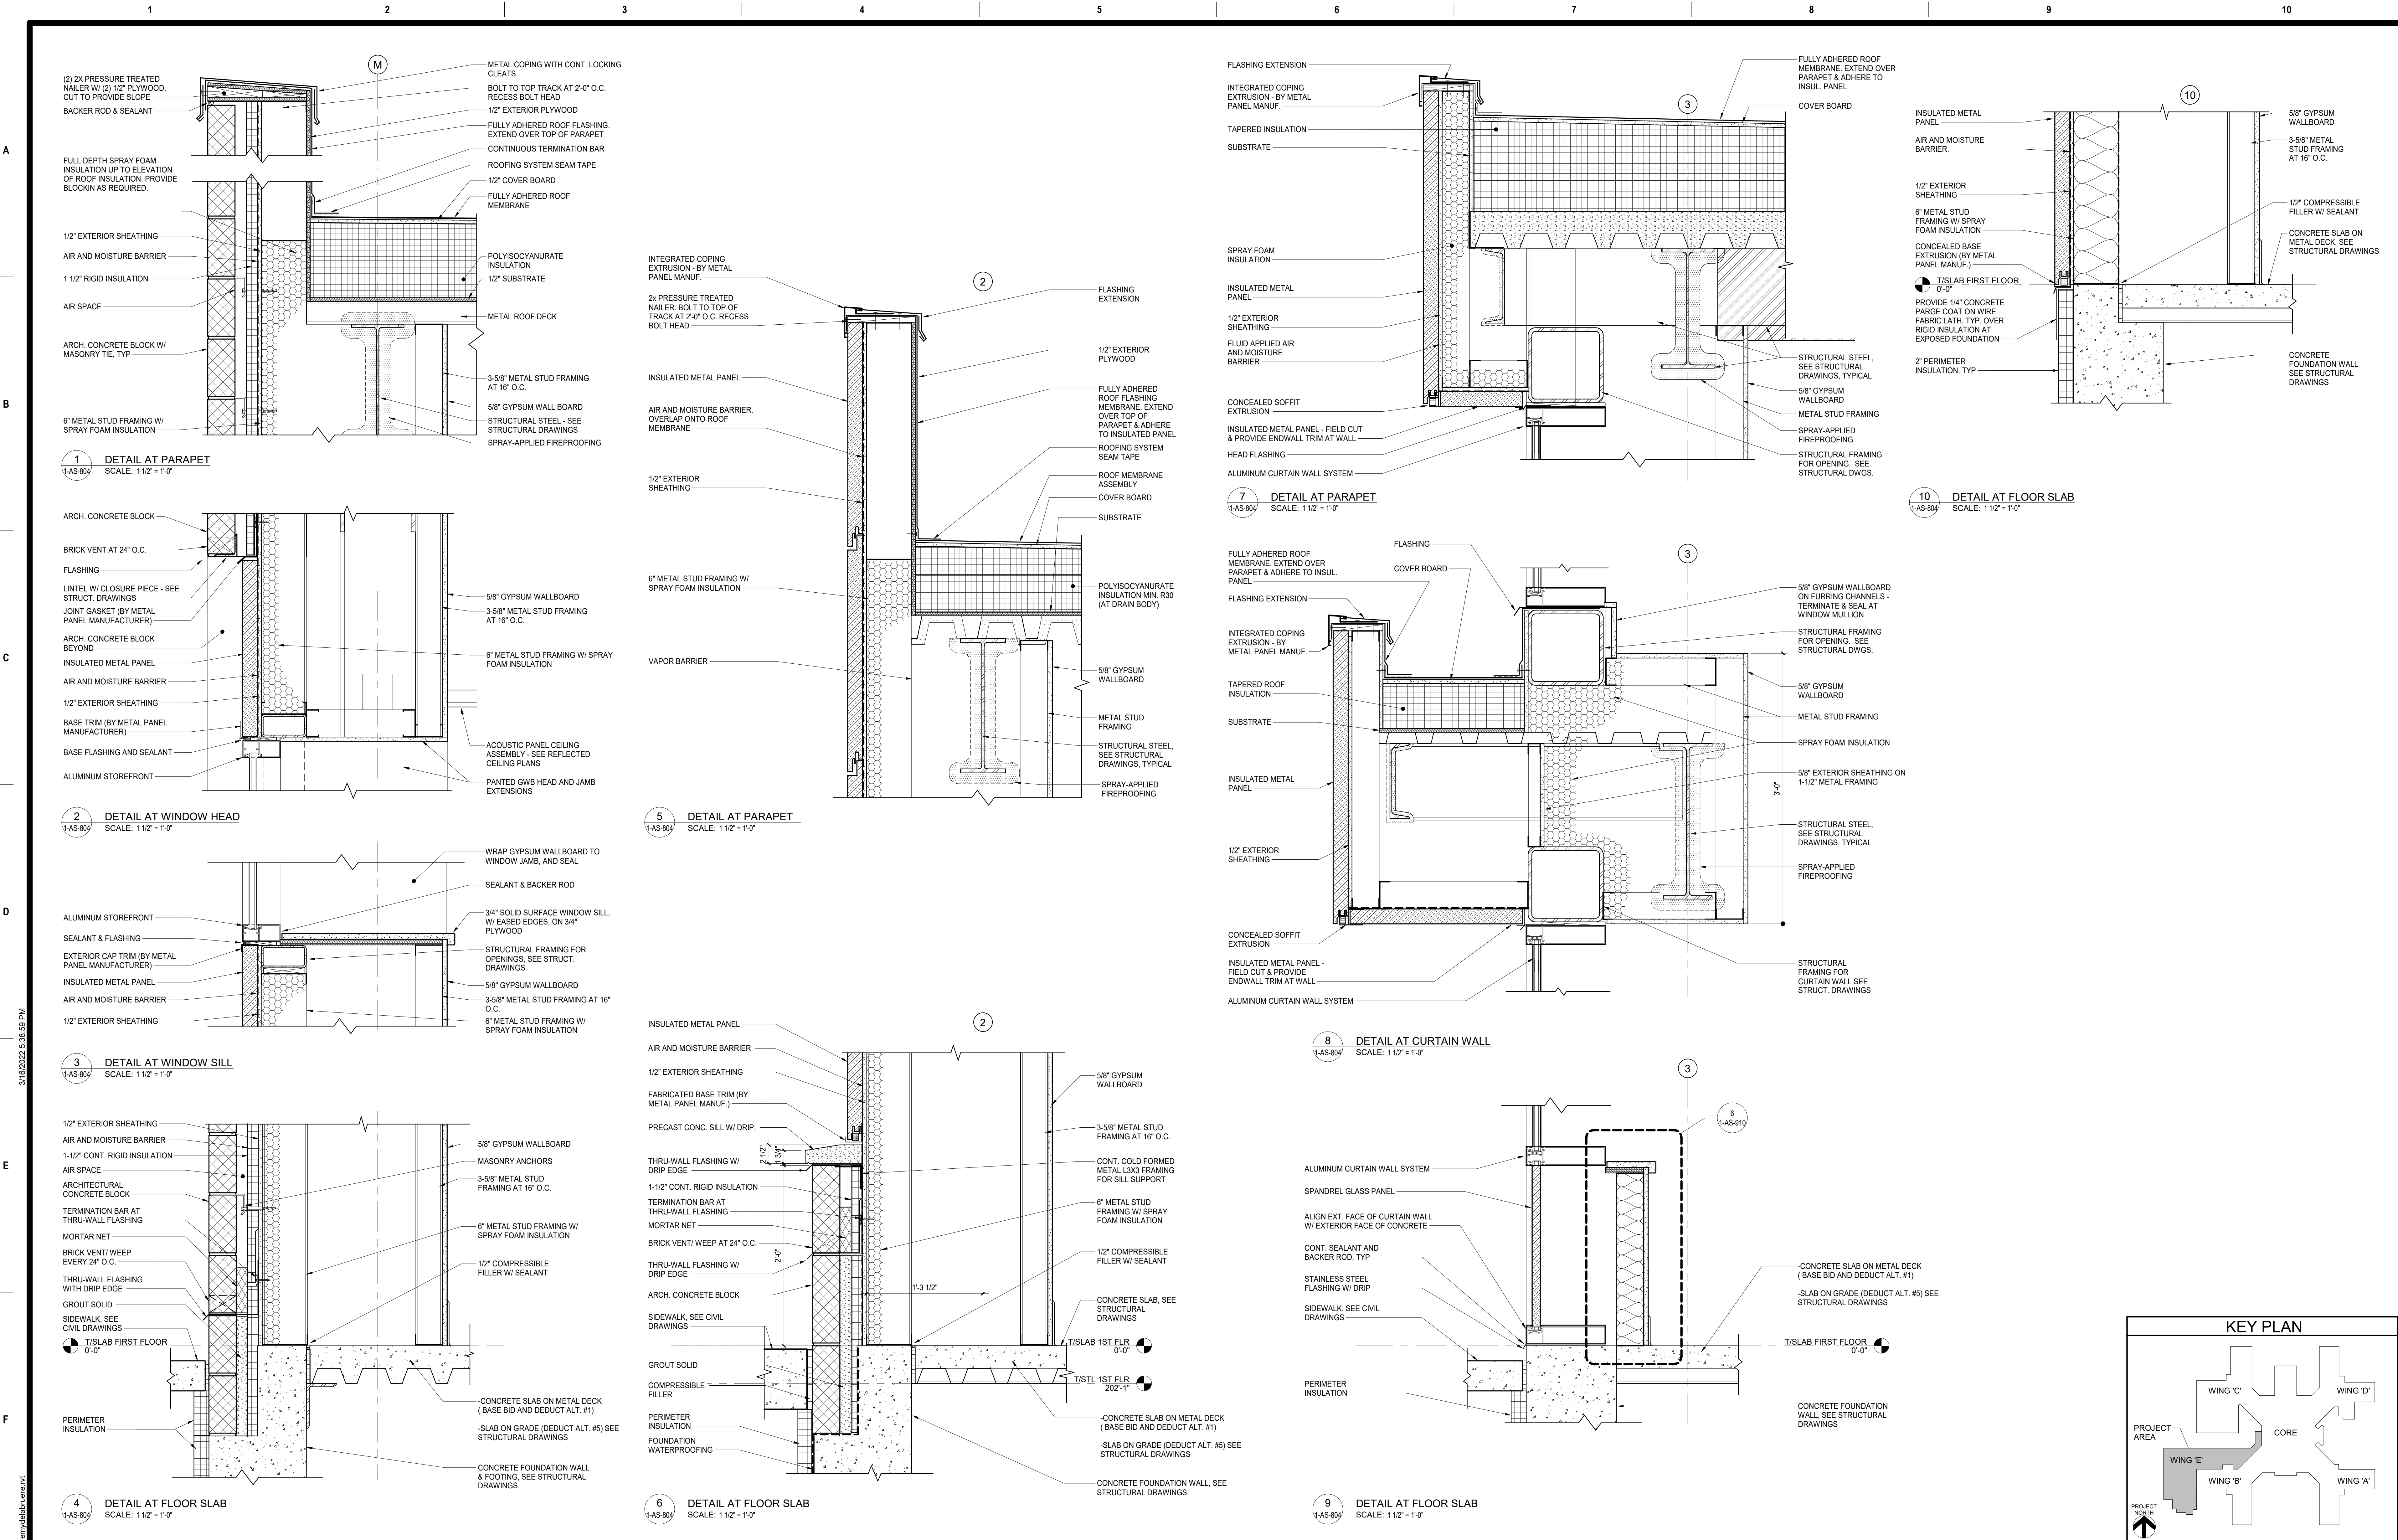 1 2 3 4 5 6 7 8 9 10
A
B
C
D
E
F
(2) 2X PRESSURE TREATED
NAILER W/ (2) 1/2" PLYWOOD.
CUT TO PROVIDE SLOPE
BACKER ROD & SEALANT
FULL DEPTH SPRAY FOAM
INSULATION UP TO ELEVATION
OF ROOF INSULATION. PROVIDE
BLOCKIN AS REQUIRED.
1/2" EXTERIOR SHEATHING
AIR AND MOISTURE BARRIER
1 1/2" RIGID INSULATION
AIR SPACE
ARCH. CONCRETE BLOCK W/
MASONRY TIE, TYP
6" METAL STUD FRAMING W/
SPRAY FOAM INSULATION
M
METAL COPING WITH CONT. LOCKING
CLEATS
BOLT TO TOP TRACK AT 2'-0" O.C.
RECESS BOLT HEAD
1/2" EXTERIOR PLYWOOD
FULLY ADHERED ROOF FLASHING.
EXTEND OVER TOP OF PARAPET
CONTINUOUS TERMINATION BAR
ROOFING SYSTEM SEAM TAPE
1/2" COVER BOARD
FULLY ADHERED ROOF
MEMBRANE
POLYISOCYANURATE
INSULATION
1/2" SUBSTRATE
METAL ROOF DECK
3-5/8" METAL STUD FRAMING
AT 16" O.C.
5/8" GYPSUM WALL BOARD
STRUCTURAL STEEL - SEE
STRUCTURAL DRAWINGS
SPRAY-APPLIED FIREPROOFING
1
1-AS-804
DETAIL AT PARAPET
SCALE: 1 1/2" = 1'-0"
ARCH. CONCRETE BLOCK
BRICK VENT AT 24" O.C.
FLASHING
LINTEL W/ CLOSURE PIECE - SEE
STRUCT. DRAWINGS
JOINT GASKET (BY METAL
PANEL MANUFACTURER)
ARCH. CONCRETE BLOCK
BEYOND
INSULATED METAL PANEL
AIR AND MOISTURE BARRIER
1/2" EXTERIOR SHEATHING
BASE TRIM (BY METAL PANEL
MANUFACTURER)
BASE FLASHING AND SEALANT
ALUMINUM STOREFRONT
5/8" GYPSUM WALLBOARD
3-5/8" METAL STUD FRAMING
AT 16" O.C.
6" METAL STUD FRAMING W/ SPRAY
FOAM INSULATION
ACOUSTIC PANEL CEILING
ASSEMBLY - SEE REFLECTED
CEILING PLANS
PANTED GWB HEAD AND JAMB
EXTENSIONS
2
1-AS-804
DETAIL AT WINDOW HEAD
SCALE: 1 1/2" = 1'-0"
ALUMINUM STOREFRONT
SEALANT & FLASHING
EXTERIOR CAP TRIM (BY METAL
PANEL MANUFACTURER)
INSULATED METAL PANEL
AIR AND MOISTURE BARRIER
1/2" EXTERIOR SHEATHING
WRAP GYPSUM WALLBOARD TO
WINDOW JAMB, AND SEAL
SEALANT & BACKER ROD
3/4" SOLID SURFACE WINDOW SILL,
W/ EASED EDGES, ON 3/4"
PLYWOOD
STRUCTURAL FRAMING FOR
OPENINGS, SEE STRUCT.
DRAWINGS
5/8" GYPSUM WALLBOARD
3-5/8" METAL STUD FRAMING AT 16"
O.C.
6" METAL STUD FRAMING W/
SPRAY FOAM INSULATION
3
1-AS-804
DETAIL AT WINDOW SILL
SCALE: 1 1/2" = 1'-0"
1/2" EXTERIOR SHEATHING
AIR AND MOISTURE BARRIER
1-1/2" CONT. RIGID INSULATION
AIR SPACE
ARCHITECTURAL
CONCRETE BLOCK
TERMINATION BAR AT
THRU-WALL FLASHING
MORTAR NET
BRICK VENT/ WEEP
EVERY 24" O.C.
THRU-WALL FLASHING
WITH DRIP EDGE
GROUT SOLID
SIDEWALK, SEE
CIVIL DRAWINGS
T/SLAB FIRST FLOOR
0'-0"
PERIMETER
INSULATION
5/8" GYPSUM WALLBOARD
MASONRY ANCHORS
3-5/8" METAL STUD
FRAMING AT 16" O.C.
6" METAL STUD FRAMING W/
SPRAY FOAM INSULATION
1/2" COMPRESSIBLE
FILLER W/ SEALANT
-CONCRETE SLAB ON METAL DECK
( BASE BID AND DEDUCT ALT. #1)
-SLAB ON GRADE (DEDUCT ALT. #5) SEE
STRUCTURAL DRAWINGS
CONCRETE FOUNDATION WALL
& FOOTING, SEE STRUCTURAL
DRAWINGS
4
1-AS-804
DETAIL AT FLOOR SLAB
SCALE: 1 1/2" = 1'-0"
INTEGRATED COPING
EXTRUSION - BY METAL
PANEL MANUF.
2x PRESSURE TREATED
NAILER. BOLT TO TOP OF
TRACK AT 2'-0" O.C. RECESS
BOLT HEAD
INSULATED METAL PANEL
AIR AND MOISTURE BARRIER.
OVERLAP ONTO ROOF
MEMBRANE
1/2" EXTERIOR
SHEATHING
6" METAL STUD FRAMING W/
SPRAY FOAM INSULATION
VAPOR BARRIER
2
FLASHING
EXTENSION
1/2" EXTERIOR
PLYWOOD
FULLY ADHERED
ROOF FLASHING
MEMBRANE. EXTEND
OVER TOP OF
PARAPET & ADHERE
TO INSULATED PANEL
ROOFING SYSTEM
SEAM TAPE
ROOF MEMBRANE
ASSEMBLY
COVER BOARD
SUBSTRATE
POLYISOCYANURATE
INSULATION MIN. R30
(AT DRAIN BODY)
5/8" GYPSUM
WALLBOARD
METAL STUD
FRAMING
STRUCTURAL STEEL,
SEE STRUCTURAL
DRAWINGS, TYPICAL
SPRAY-APPLIED
FIREPROOFING
5
1-AS-804
DETAIL AT PARAPET
SCALE: 1 1/2" = 1'-0"
INSULATED METAL PANEL
AIR AND MOISTURE BARRIER
1/2" EXTERIOR SHEATHING
FABRICATED BASE TRIM (BY
METAL PANEL MANUF.)
PRECAST CONC. SILL W/ DRIP.
2 1/2"
1 3/4"
THRU-WALL FLASHING W/
DRIP EDGE
1-1/2" CONT. RIGID INSULATION
TERMINATION BAR AT
THRU-WALL FLASHING
MORTAR NET
BRICK VENT/ WEEP AT 24" O.C.
2'-0"
THRU-WALL FLASHING W/
DRIP EDGE
ARCH. CONCRETE BLOCK
SIDEWALK, SEE CIVIL
DRAWINGS
GROUT SOLID
COMPRESSIBLE
FILLER
PERIMETER
INSULATION
FOUNDATION
WATERPROOFING
2
1'-3 1/2"
5/8" GYPSUM
WALLBOARD
3-5/8" METAL STUD
FRAMING AT 16" O.C.
CONT. COLD FORMED
METAL L3X3 FRAMING
FOR SILL SUPPORT
6" METAL STUD
FRAMING W/ SPRAY
FOAM INSULATION
1/2" COMPRESSIBLE
FILLER W/ SEALANT
CONCRETE SLAB, SEE
STRUCTURAL
DRAWINGS
T/SLAB 1ST FLR
0'-0"
T/STL 1ST FLR
202'-1"
-CONCRETE SLAB ON METAL DECK
( BASE BID AND DEDUCT ALT. #1)
-SLAB ON GRADE (DEDUCT ALT. #5) SEE
STRUCTURAL DRAWINGS
CONCRETE FOUNDATION WALL, SEE
STRUCTURAL DRAWINGS
6
1-AS-804
DETAIL AT FLOOR SLAB
SCALE: 1 1/2" = 1'-0"
FLASHING EXTENSION
INTEGRATED COPING
EXTRUSION - BY METAL
PANEL MANUF.
TAPERED INSULATION
SUBSTRATE
SPRAY FOAM
INSULATION
INSULATED METAL
PANEL
1/2" EXTERIOR
SHEATHING
FLUID APPLIED AIR
AND MOISTURE
BARRIER
CONCEALED SOFFIT
EXTRUSION
INSULATED METAL PANEL - FIELD CUT
& PROVIDE ENDWALL TRIM AT WALL
HEAD FLASHING
ALUMINUM CURTAIN WALL SYSTEM
3
FULLY ADHERED ROOF
MEMBRANE. EXTEND OVER
PARAPET & ADHERE TO
INSUL. PANEL
COVER BOARD
STRUCTURAL STEEL,
SEE STRUCTURAL
DRAWINGS, TYPICAL
5/8" GYPSUM
WALLBOARD
METAL STUD FRAMING
SPRAY-APPLIED
FIREPROOFING
STRUCTURAL FRAMING
FOR OPENING. SEE
STRUCTURAL DWGS.
7
1-AS-804
DETAIL AT PARAPET
SCALE: 1 1/2" = 1'-0"
FLASHING
FULLY ADHERED ROOF
MEMBRANE. EXTEND OVER
PARAPET & ADHERE TO INSUL.
PANEL
COVER BOARD
FLASHING EXTENSION
INTEGRATED COPING
EXTRUSION - BY
METAL PANEL MANUF.
TAPERED ROOF
INSULATION
SUBSTRATE
INSULATED METAL
PANEL
1/2" EXTERIOR
SHEATHING
CONCEALED SOFFIT
EXTRUSION
INSULATED METAL PANEL -
FIELD CUT & PROVIDE
ENDWALL TRIM AT WALL
ALUMINUM CURTAIN WALL SYSTEM
3
5/8" GYPSUM WALLBOARD
ON FURRING CHANNELS -
TERMINATE & SEAL AT
WINDOW MULLION
STRUCTURAL FRAMING
FOR OPENING. SEE
STRUCTURAL DWGS.
5/8" GYPSUM
WALLBOARD
METAL STUD FRAMING
SPRAY FOAM INSULATION
5/8" EXTERIOR SHEATHING ON
1-1/2" METAL FRAMING
3'-0"
STRUCTURAL STEEL,
SEE STRUCTURAL
DRAWINGS, TYPICAL
SPRAY-APPLIED
FIREPROOFING
STRUCTURAL
FRAMING FOR
CURTAIN WALL SEE
STRUCT. DRAWINGS
8
1-AS-804
DETAIL AT CURTAIN WALL
SCALE: 1 1/2" = 1'-0"
3
6
1-AS-910
ALUMINUM CURTAIN WALL SYSTEM
SPANDREL GLASS PANEL
ALIGN EXT. FACE OF CURTAIN WALL
W/ EXTERIOR FACE OF CONCRETE
CONT. SEALANT AND
BACKER ROD, TYP
STAINLESS STEEL
FLASHING W/ DRIP
SIDEWALK, SEE CIVIL
DRAWINGS
PERIMETER
INSULATION
-CONCRETE SLAB ON METAL DECK
( BASE BID AND DEDUCT ALT. #1)
-SLAB ON GRADE (DEDUCT ALT. #5) SEE
STRUCTURAL DRAWINGS
T/SLAB FIRST FLOOR
0'-0"
CONCRETE FOUNDATION
WALL, SEE STRUCTURAL
DRAWINGS
9
1-AS-804
DETAIL AT FLOOR SLAB
SCALE: 1 1/2" = 1'-0"
INSULATED METAL
PANEL
AIR AND MOISTURE
BARRIER.
1/2" EXTERIOR
SHEATHING
6" METAL STUD
FRAMING W/ SPRAY
FOAM INSULATION
CONCEALED BASE
EXTRUSION (BY METAL
PANEL MANUF.)
T/SLAB FIRST FLOOR
0'-0"
PROVIDE 1/4" CONCRETE
PARGE COAT ON WIRE
FABRIC LATH, TYP. OVER
RIGID INSULATION AT
EXPOSED FOUNDATION
2" PERIMETER
INSULATION, TYP
10
5/8" GYPSUM
WALLBOARD
3-5/8" METAL
STUD FRAMING
AT 16" O.C.
1/2" COMPRESSIBLE
FILLER W/ SEALANT
CONCRETE SLAB ON
METAL DECK, SEE
STRUCTURAL DRAWINGS
CONCRETE
FOUNDATION WALL
SEE STRUCTURAL
DRAWINGS
10
1-AS-804
DETAIL AT FLOOR SLAB
SCALE: 1 1/2" = 1'-0"
KEY PLAN
WING 'C'
WING 'D'
PROJECT
AREA
CORE
WING 'E'
WING 'B'
WING 'A'
PROJECT
NORTH
3/16/2022 5:38:59 PM
emydelabruere.rvt